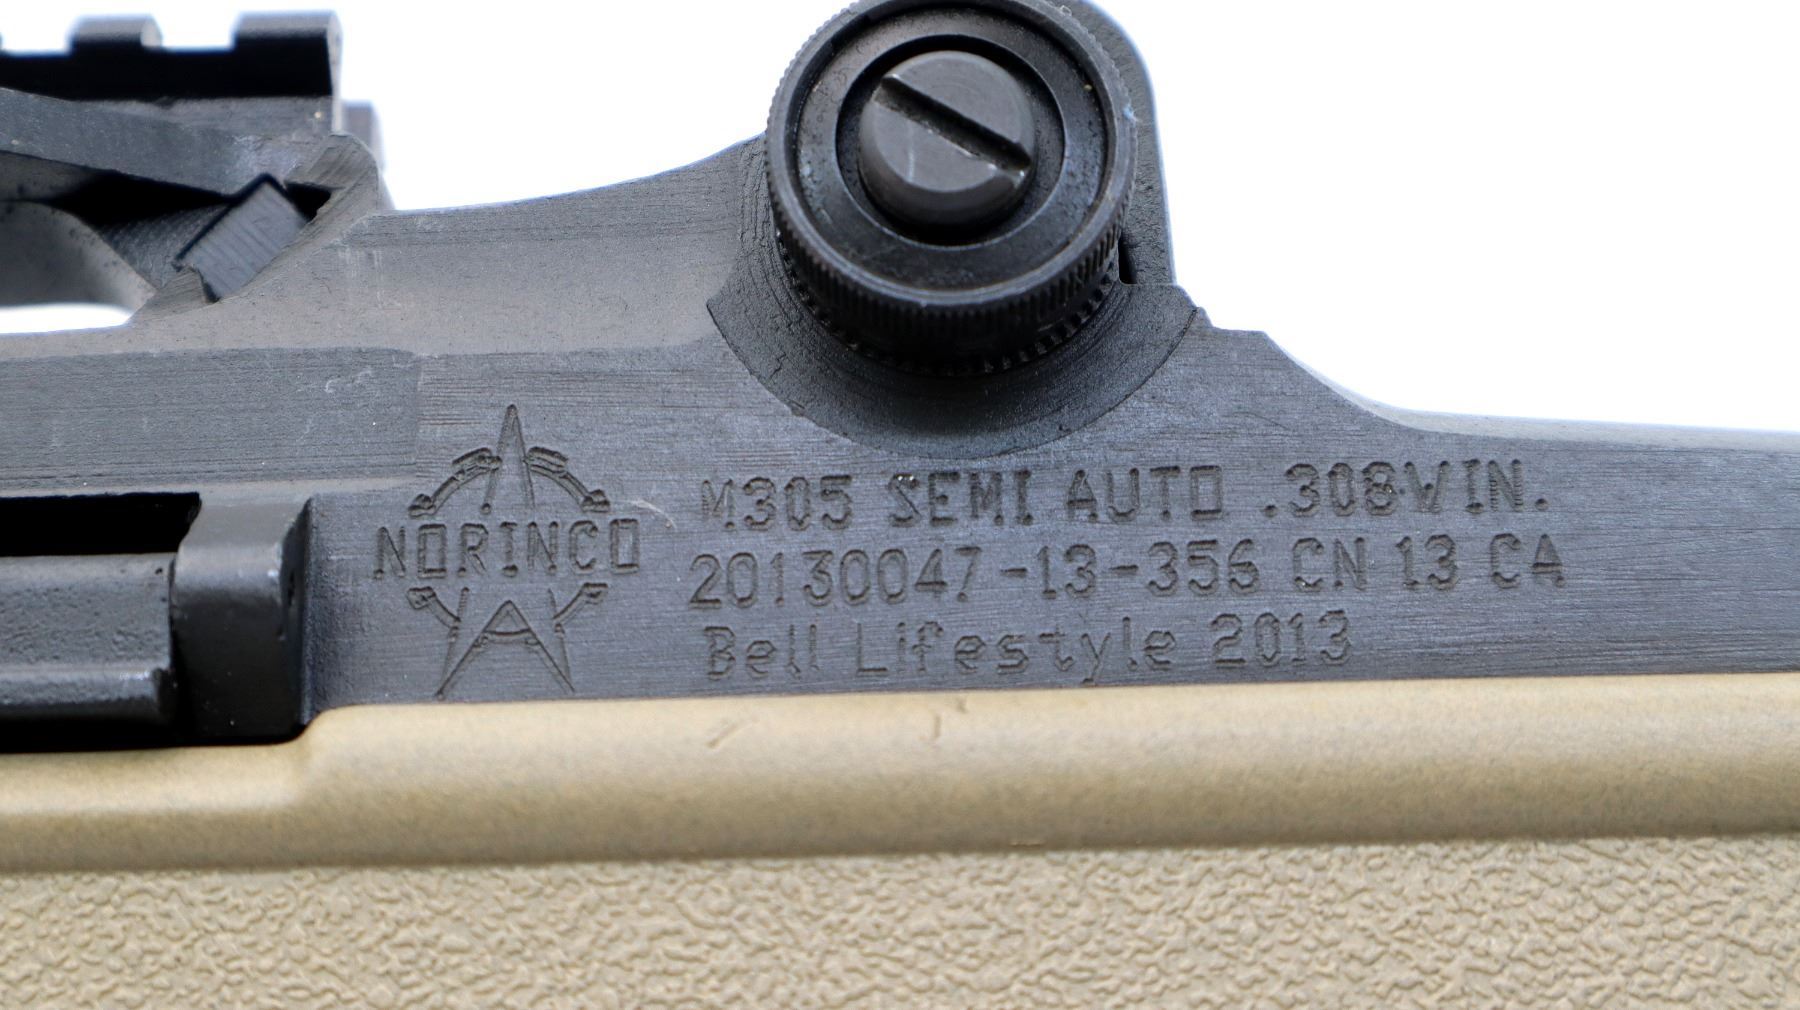 NORINCO
M305 SEMI AUTO .308WIN.
20130047-13-356 CN 13 CA
Bell Lifestyle 2013